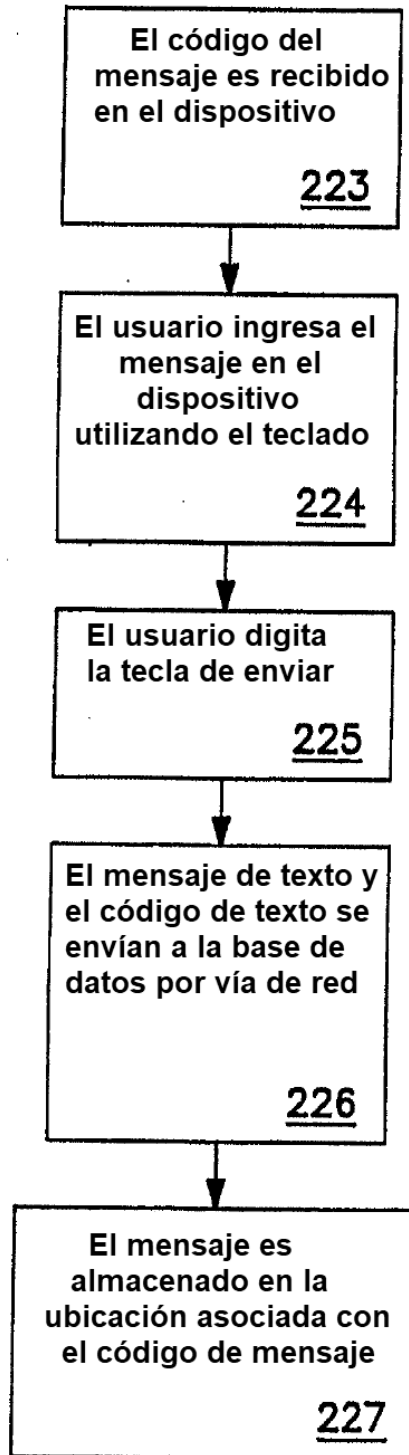 El código del
mensaje es recibido
en el dispositivo
223
El usuario ingresa el
mensaje en el
dispositivo
utilizando el teclado
224
El usuario digita
la tecla de enviar
225
El mensaje de texto y
el código de texto se
envían a la base de
datos por vía de red
226
El mensaje es
almacenado en la
ubicación asociada con
el código de mensaje
227